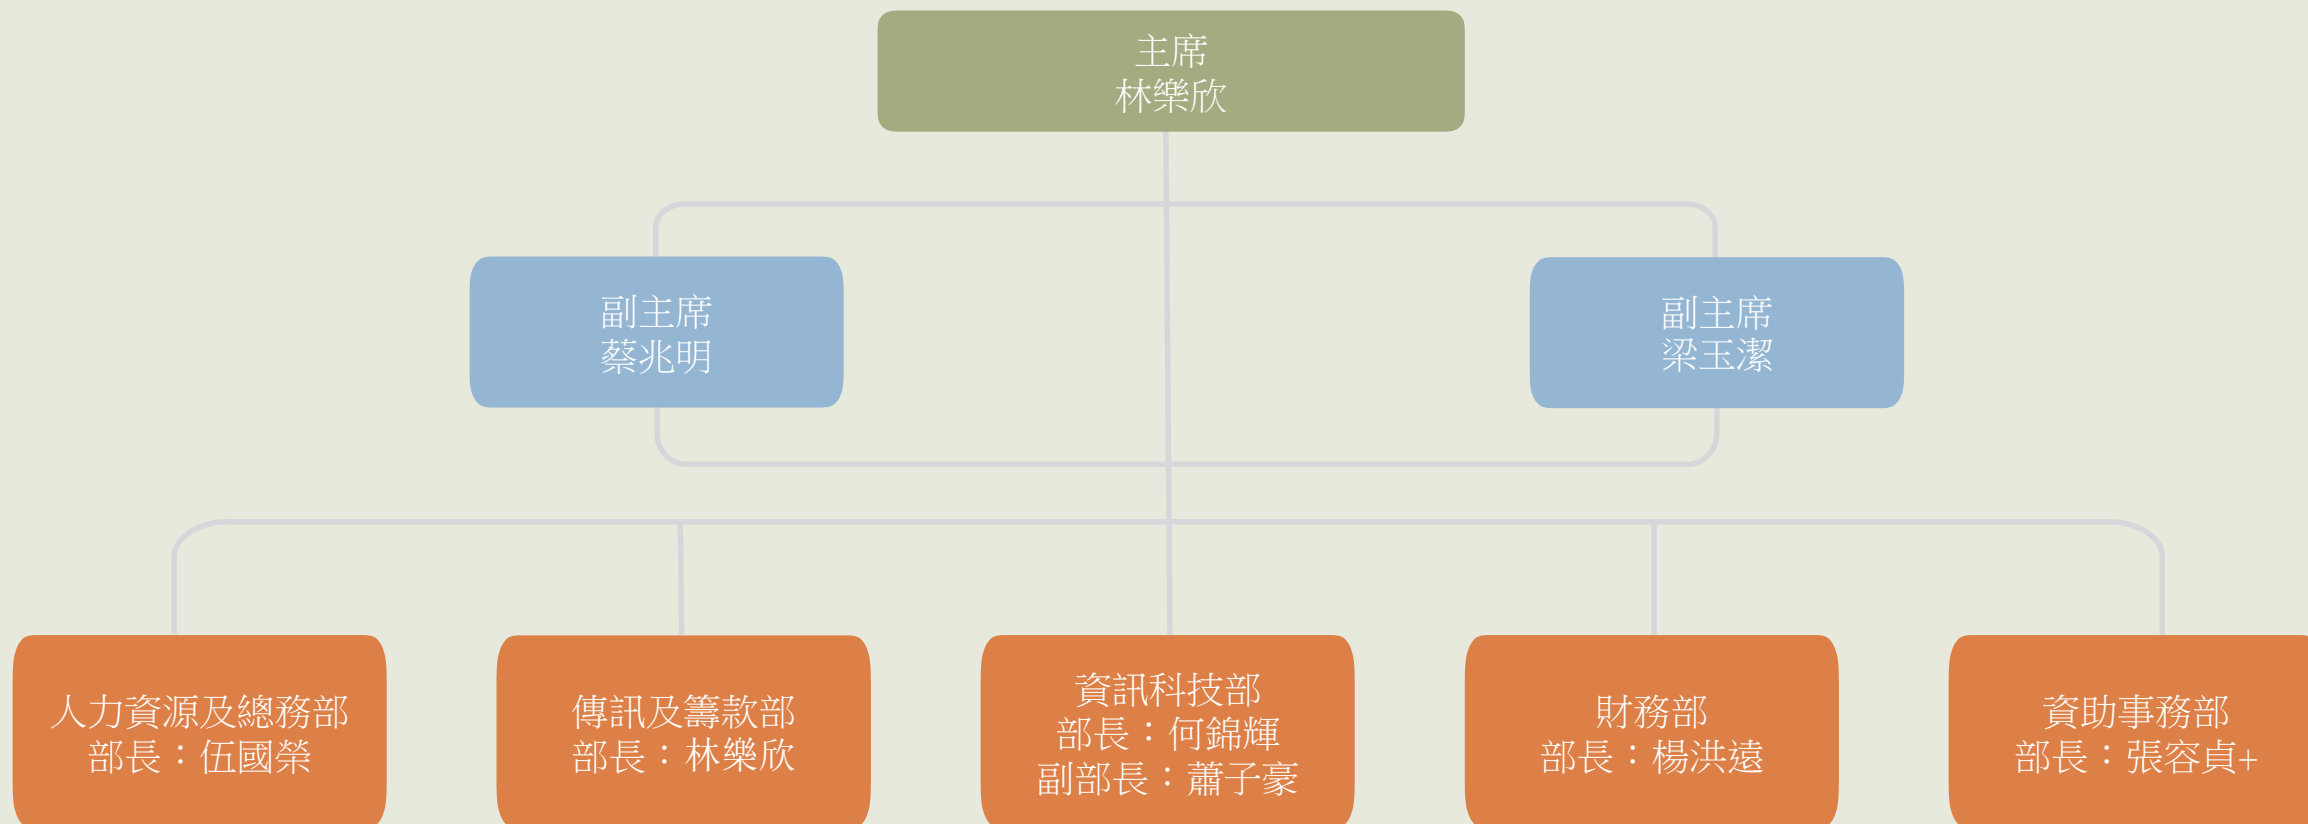 主席
林樂欣
副主席
蔡兆明
副主席
梁玉潔
人力資源及總務部
部長：伍國榮
傳訊及籌款部
部長：林樂欣
資訊科技部
部長：何錦輝
副部長：蕭子豪
財務部
部長：楊洪遠
資助事務部
部長：張容貞+